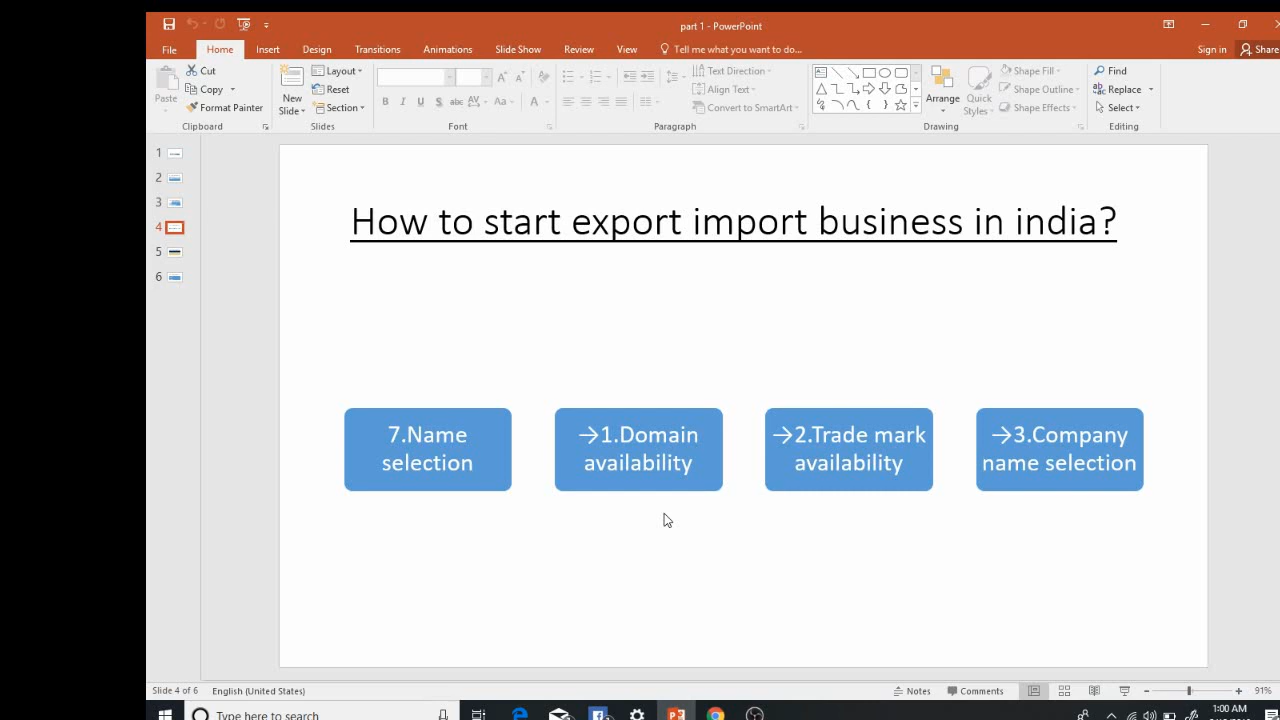 part 1 - PowerPoint
File Home Insert Design Transitions Animations Slide Show Review View Tell me what you want to do... Sign in Share
Paste
Cut
Copy
Format Painter
Clipboard
New
Slide
Layout
Reset
Section
Slides
B I U S abc AV Aa A
Font
Text Direction
Align Text
Convert to SmartArt
Paragraph
Arrange
Quick
Styles
Shape Fill
Shape Outline
Shape Effects
Drawing
Find
Replace
Select
Editing
1
2
3
4
5
6
How to start export import business in india?
7.Name
selection
→1.Domain
availability
→2.Trade mark
availability
→3.Company
name selection
Slide 4 of 6 English (United States) Notes Comments 91%
Type here to search 1:00 AM